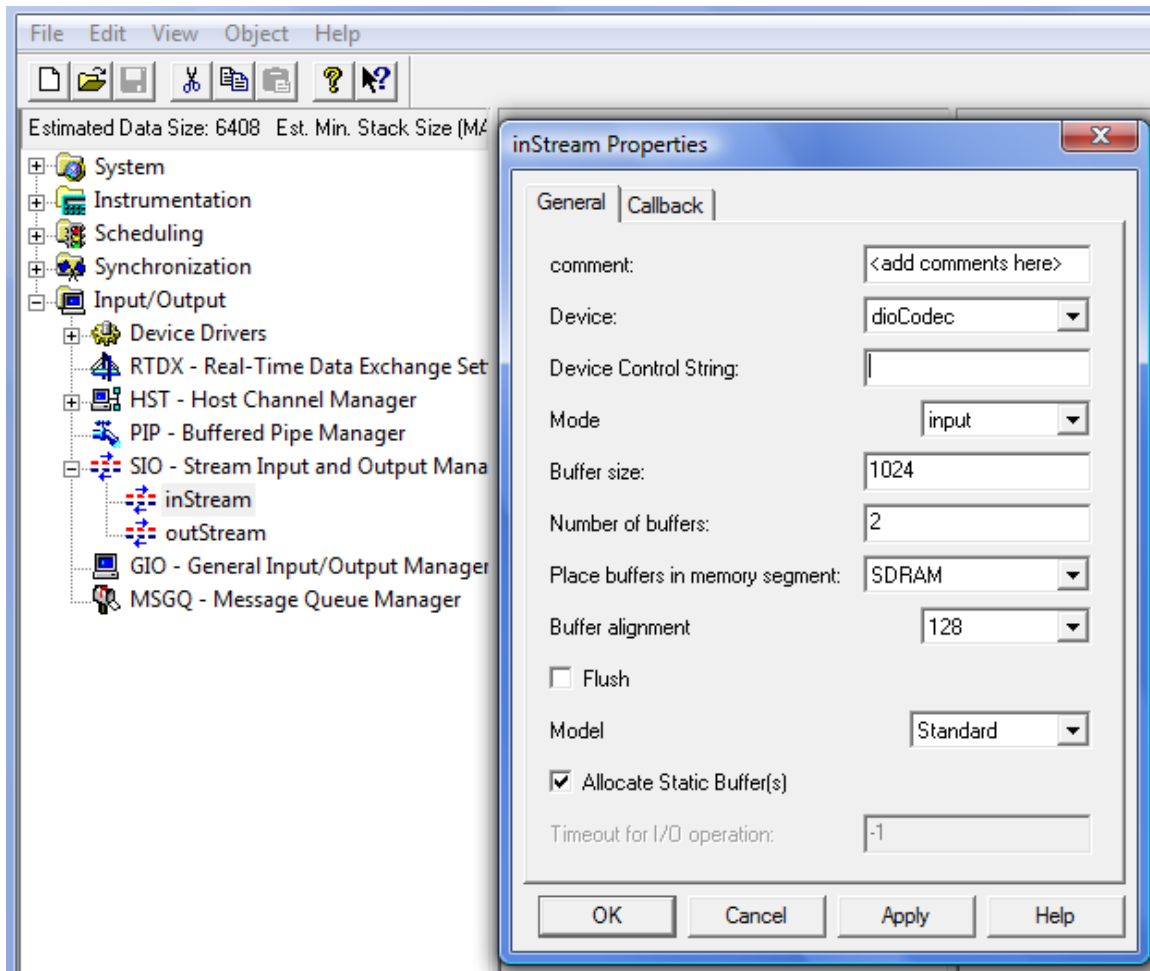 File Edit View Object Help
Estimated Data Size: 6408 Est. Min. Stack Size (MA
System
Instrumentation
Scheduling
Synchronization
Input/Output
Device Drivers
RTDX - Real-Time Data Exchange Set
HST - Host Channel Manager
PIP - Buffered Pipe Manager
SIO - Stream Input and Output Mana
inStream
outStream
GIO - General Input/Output Manager
MSGQ - Message Queue Manager
inStream Properties
General Callback
comment: <add comments here>
Device: dioCodec
Device Control String:
Mode input
Buffer size: 1024
Number of buffers: 2
Place buffers in memory segment: SDRAM
Buffer alignment 128
Flush
Model Standard
Allocate Static Buffer(s)
Timeout for I/O operation: -1
OK Cancel Apply Help